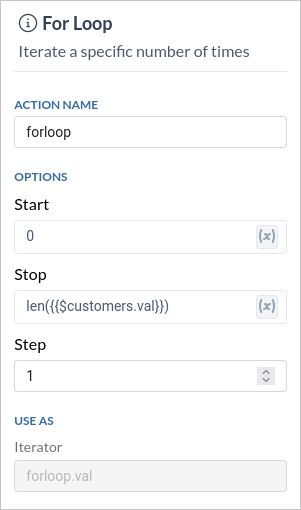 For Loop
Iterate a specific number of times
ACTION NAME
forloop
OPTIONS
Start
0
(x)
Stop
len({{$customers.val}})
(x)
Step
1
USE AS
Iterator
forloop.val